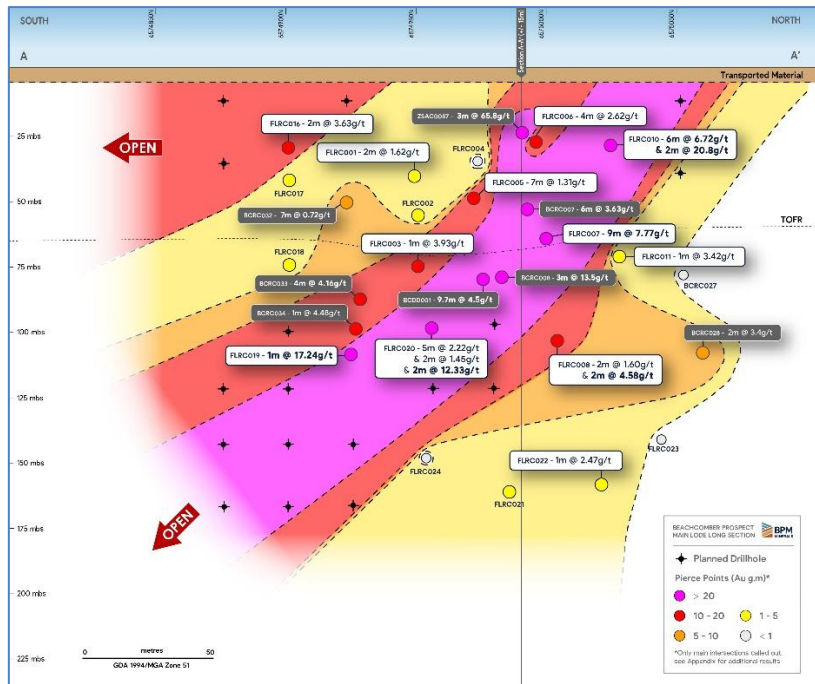 SOUTH
NORTH
6574850N
6574900N
6574950N
6575000N
6575050N
A
Section A-A' (+/- 15m)
A'
Transported Material
ZSAC0057 - 3m @ 65.8g/t
FLRC006 - 4m @ 2.62g/t
FLRC016 - 2m @ 3.63g/t
FLRC010 - 6m @ 6.72g/t
& 2m @ 20.8g/t
25 mbs
OPEN
FLRC001 - 2m @ 1.62g/t
FLRC004
FLRC017
FLRC005 - 7m @ 1.31g/t
50 mbs
FLRC002
BCRC032 - 7m @ 0.72g/t
BCRC007 - 6m @ 3.63g/t
TOFR
FLRC007 - 9m @ 7.77g/t
FLRC003 - 1m @ 3.93g/t
FLRC018
FLRC011 - 1m @ 3.42g/t
75 mbs
BCRC027
BCRC033 - 4m @ 4.16g/t
BCDD001 - 9.7m @ 4.5g/t
BCRC034 - 1m @ 4.48g/t
100 mbs
BCRC028 - 2m @ 3.4g/t
FLRC019 - 1m @ 17.24g/t
FLRC020 - 5m @ 2.22g/t
& 2m @ 1.45g/t
& 2m @ 12.33g/t
FLRC008 - 2m @ 1.60g/t
& 2m @ 4.58g/t
125 mbs
FLRC023
150 mbs
FLRC024
FLRC022 - 1m @ 2.47g/t
FLRC021
175 mbs
OPEN
200 mbs
225 mbs
0 metres 50
GDA 1994/MGA Zone 51
BEACHCOMBER PROSPECT
MAIN LODE LONG SECTION
BPM
MINERALS
Planned Drillhole
Pierce Points (Au g.m)*
> 20
10 - 20
1 - 5
5 - 10
< 1
*Only main intersections called out,
see Appendix for additional results